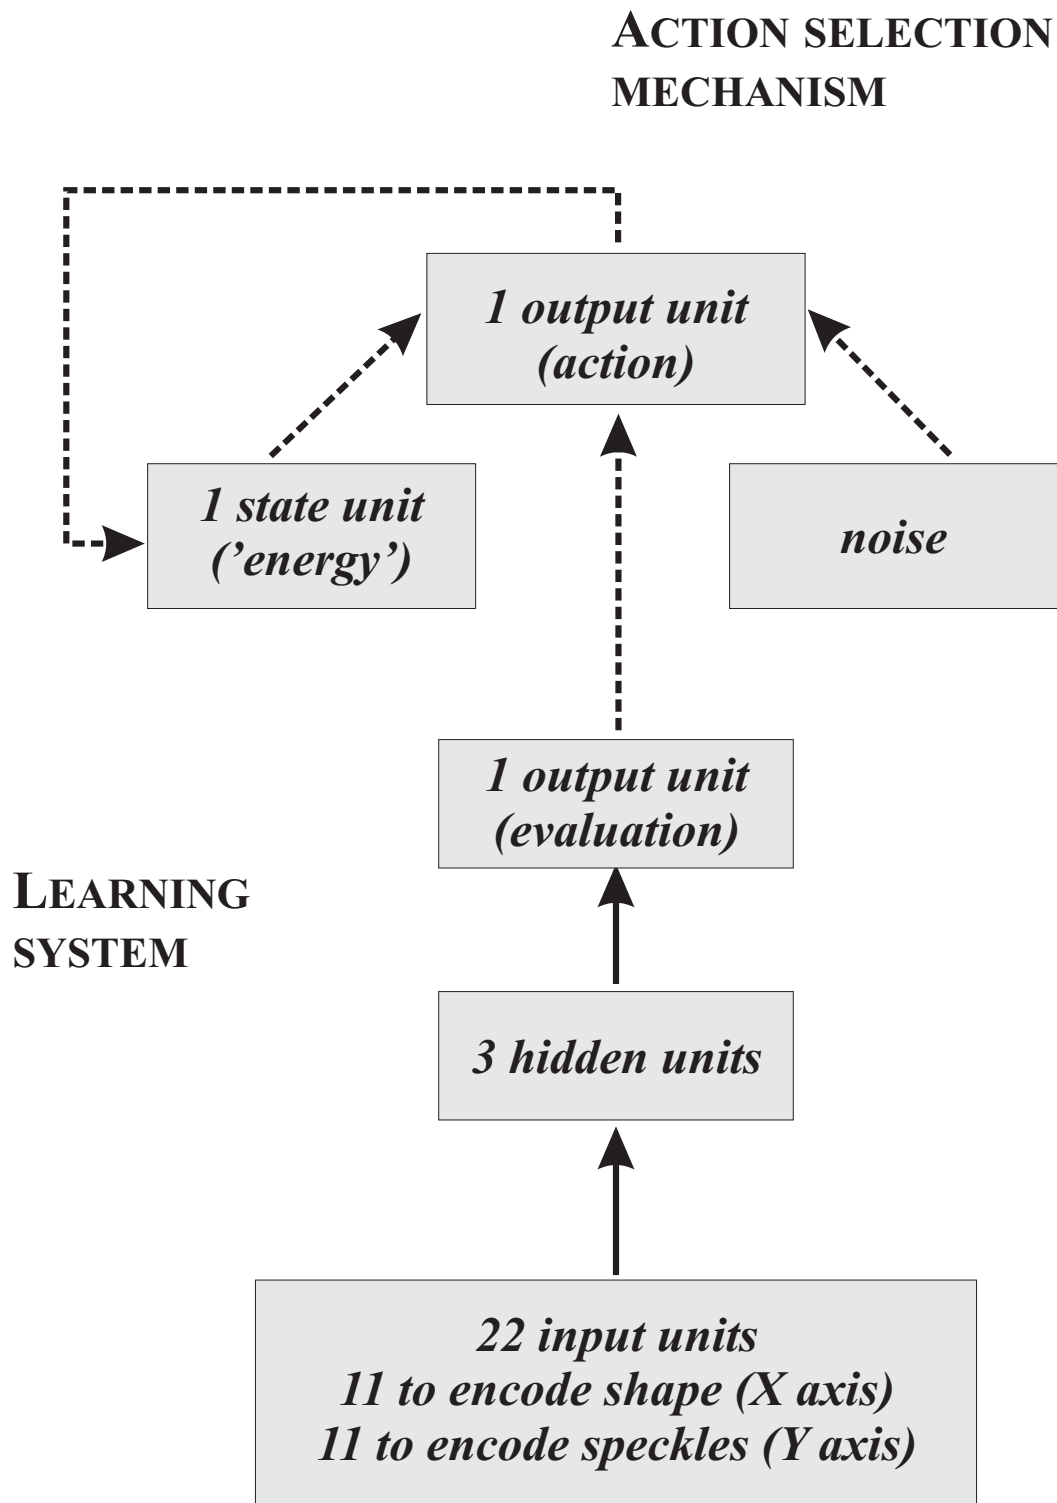 ACTION SELECTION
MECHANISM
1 output unit
(action)
1 state unit
(’energy’)
noise
1 output unit
(evaluation)
LEARNING
SYSTEM
3 hidden units
22 input units
11 to encode shape (X axis)
11 to encode speckles (Y axis)